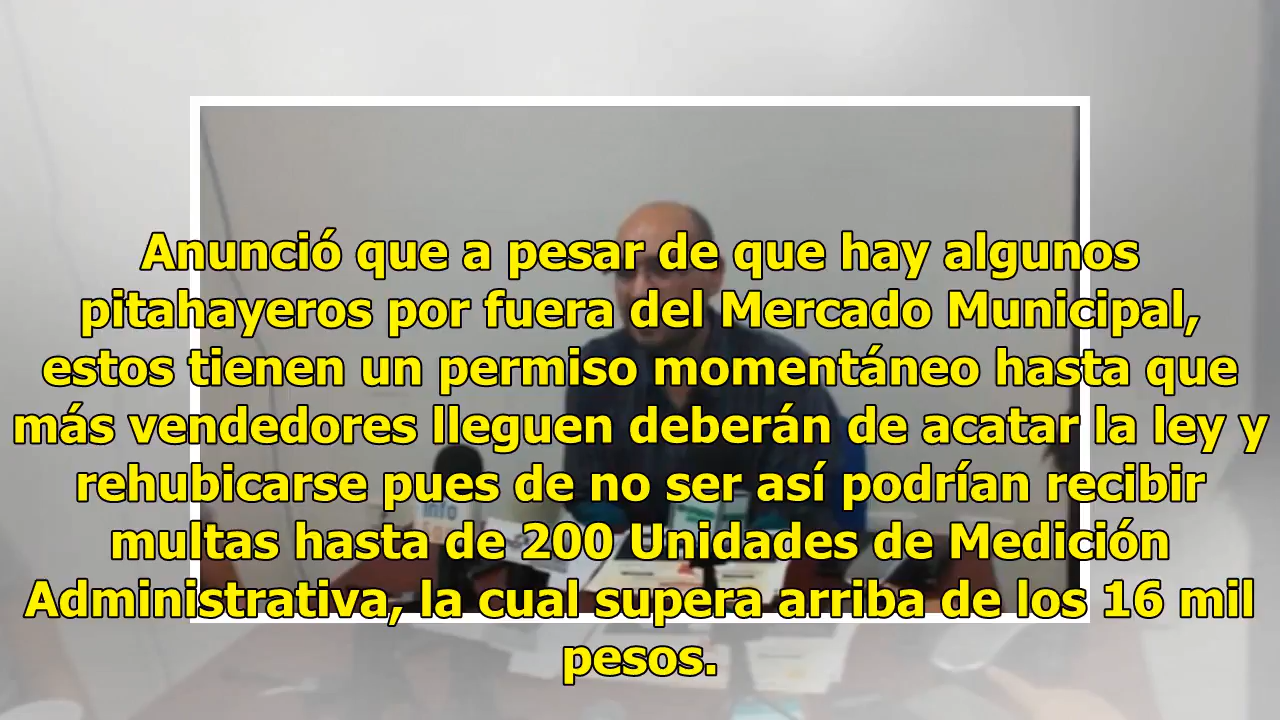 Anunció que a pesar de que hay algunos
pitahayeros por fuera del Mercado Municipal,
estos tienen un permiso momentáneo hasta que
más vendedores lleguen deberán de acatar la ley y
rehubicarse pues de no ser así podrían recibir
multas hasta de 200 Unidades de Medición
Administrativa, la cual supera arriba de los 16 mil
pesos.
info